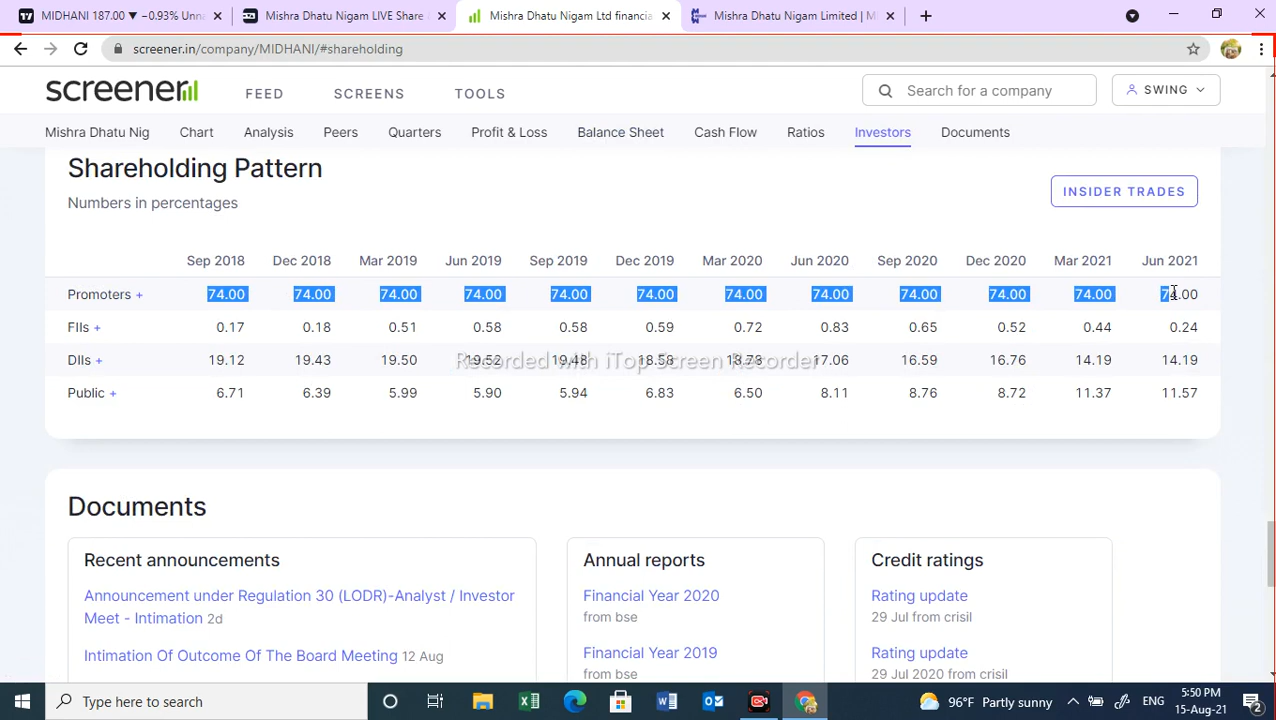 MIDHANI 187.00 ▼ −0.93% Unna
Mishra Dhatu Nigam LIVE Share
Mishra Dhatu Nigam Ltd financia
Mishra Dhatu Nigam Limited | M
screener.in/company/MIDHANI/#shareholding
screener FEED SCREENS TOOLS Search for a company SWING
Mishra Dhatu Nig Chart Analysis Peers Quarters Profit & Loss Balance Sheet Cash Flow Ratios Investors Documents
Shareholding Pattern
Numbers in percentages
INSIDER TRADES
Sep 2018 Dec 2018 Mar 2019 Jun 2019 Sep 2019 Dec 2019 Mar 2020 Jun 2020 Sep 2020 Dec 2020 Mar 2021 Jun 2021
Promoters + 74.00 74.00 74.00 74.00 74.00 74.00 74.00 74.00 74.00 74.00 74.00 74.00
FIIs + 0.17 0.18 0.51 0.58 0.58 0.59 0.72 0.83 0.65 0.52 0.44 0.24
DIIs + 19.12 19.43 19.50 19.52 19.48 18.58 18.78 17.06 16.59 16.76 14.19 14.19
Recorded with iTop Screen Recorder
Public + 6.71 6.39 5.99 5.90 5.94 6.83 6.50 8.11 8.76 8.72 11.37 11.57
Documents
Recent announcements
Announcement under Regulation 30 (LODR)-Analyst / Investor
Meet - Intimation 2d
Intimation Of Outcome Of The Board Meeting 12 Aug
Annual reports
Financial Year 2020
from bse
Financial Year 2019
from bse
Credit ratings
Rating update
29 Jul from crisil
Rating update
29 Jul 2020 from crisil
Type here to search
96°F Partly sunny
ENG
5:50 PM
15-Aug-21
2